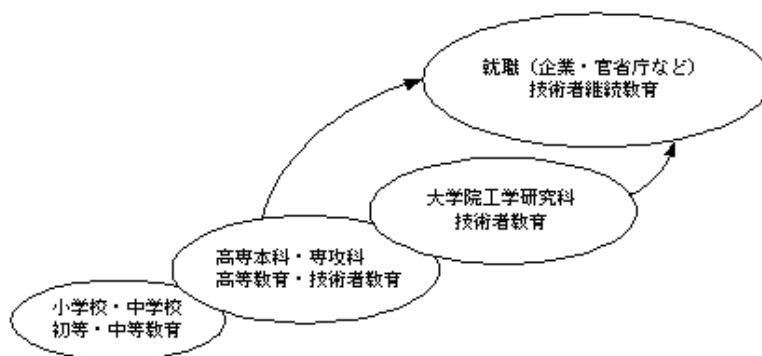 就職（企業・官省庁など）
技術者継続教育
大学院工学研究科
技術者教育
高専本科・専攻科
高等教育・技術者教育
小学校・中学校
初等・中等教育